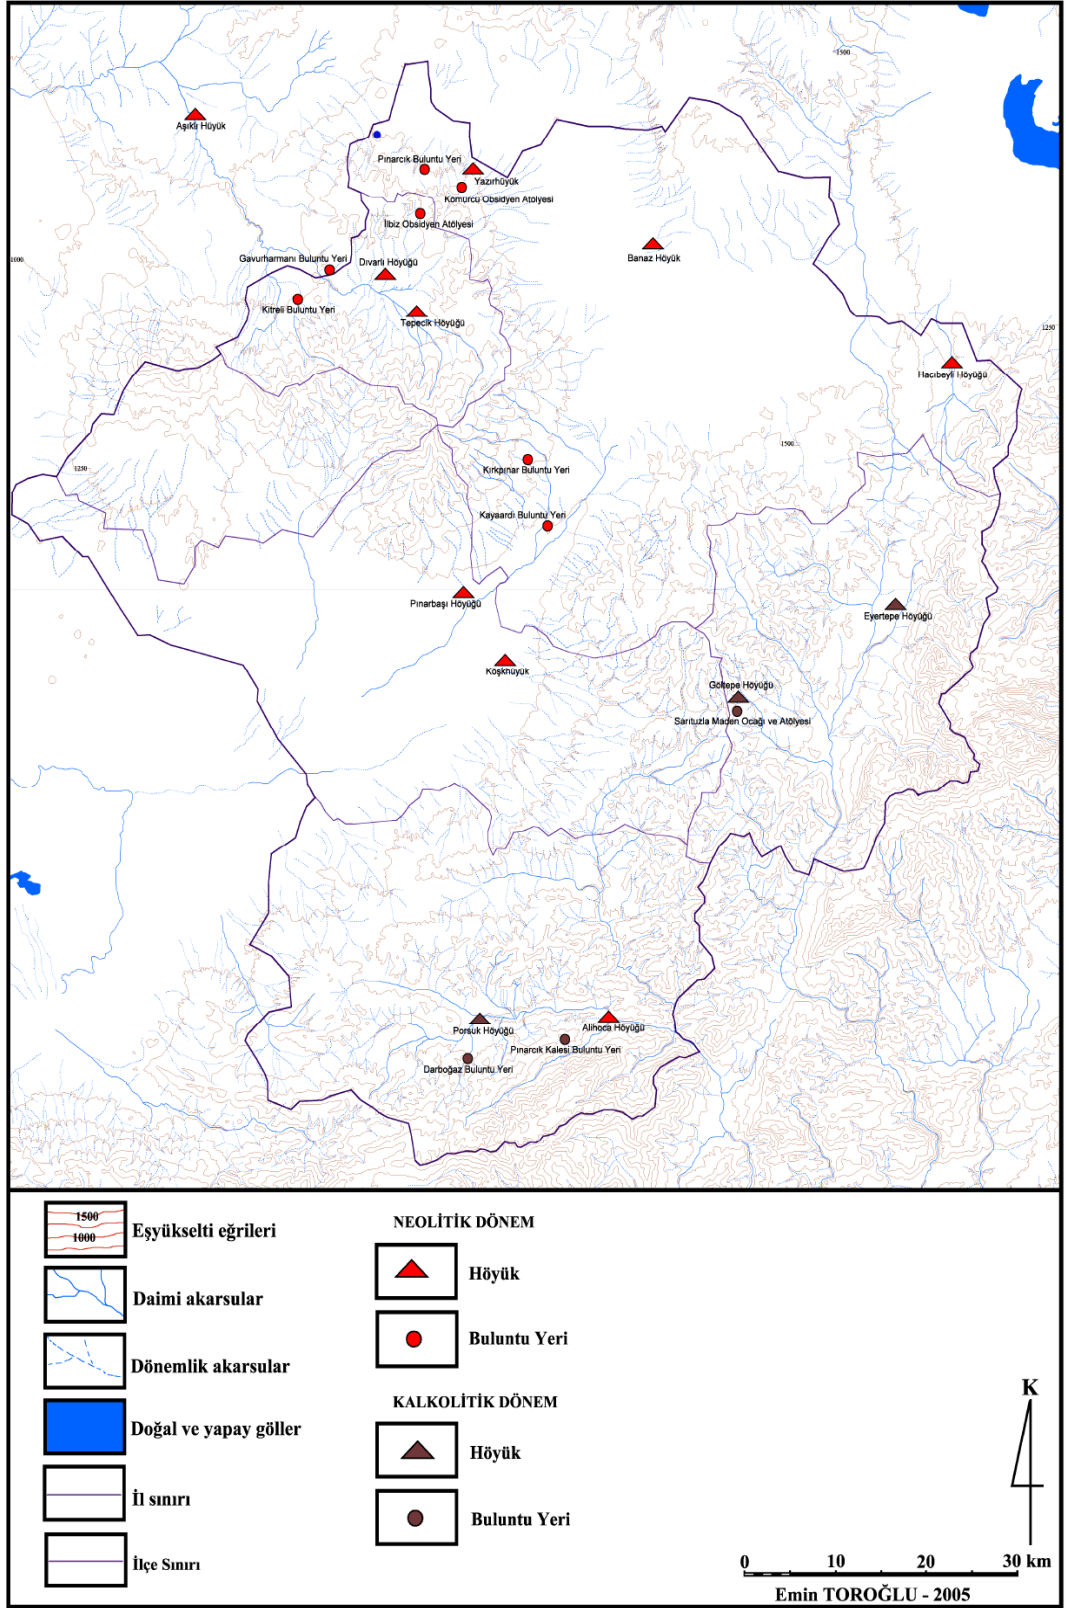 1500
Aşıklı Hüyük
Pınarcık Buluntu Yeri
Yazırhüyük
Kömürcü Obsidyen Atölyesi
İlbiz Obsidyen Atölyesi
Banaz Höyük
Gavurharmanı Buluntu Yeri
Dıvarlı Höyüğü
1000
Kitreli Buluntu Yeri
Tepecik Höyüğü
1250
Hacıbeyli Höyüğü
1500
1250
Kırkpınar Buluntu Yeri
Kayaardı Buluntu Yeri
Pınarbaşı Höyüğü
Eyertepe Höyüğü
Köşkhüyük
Göltepe Höyüğü
Sarıtuzla Maden Ocağı ve Atölyesi
Porsuk Höyüğü
Alihoca Höyüğü
Pınarcık Kalesi Buluntu Yeri
Darboğaz Buluntu Yeri
1500
1000
Eşyükselti eğrileri
Daimi akarsular
Dönemlik akarsular
Doğal ve yapay göller
İl sınırı
İlçe Sınırı
NEOLİTİK DÖNEM
Höyük
Buluntu Yeri
KALKOLİTİK DÖNEM
Höyük
Buluntu Yeri
K
0 10 20 30 km
Emin TOROĞLU - 2005